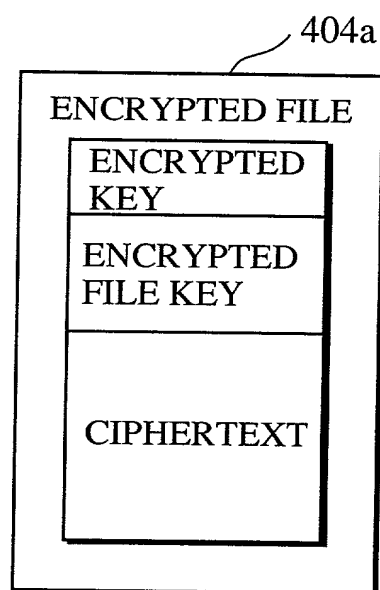 404a
ENCRYPTED FILE
ENCRYPTED
KEY
ENCRYPTED
FILE KEY
CIPHERTEXT